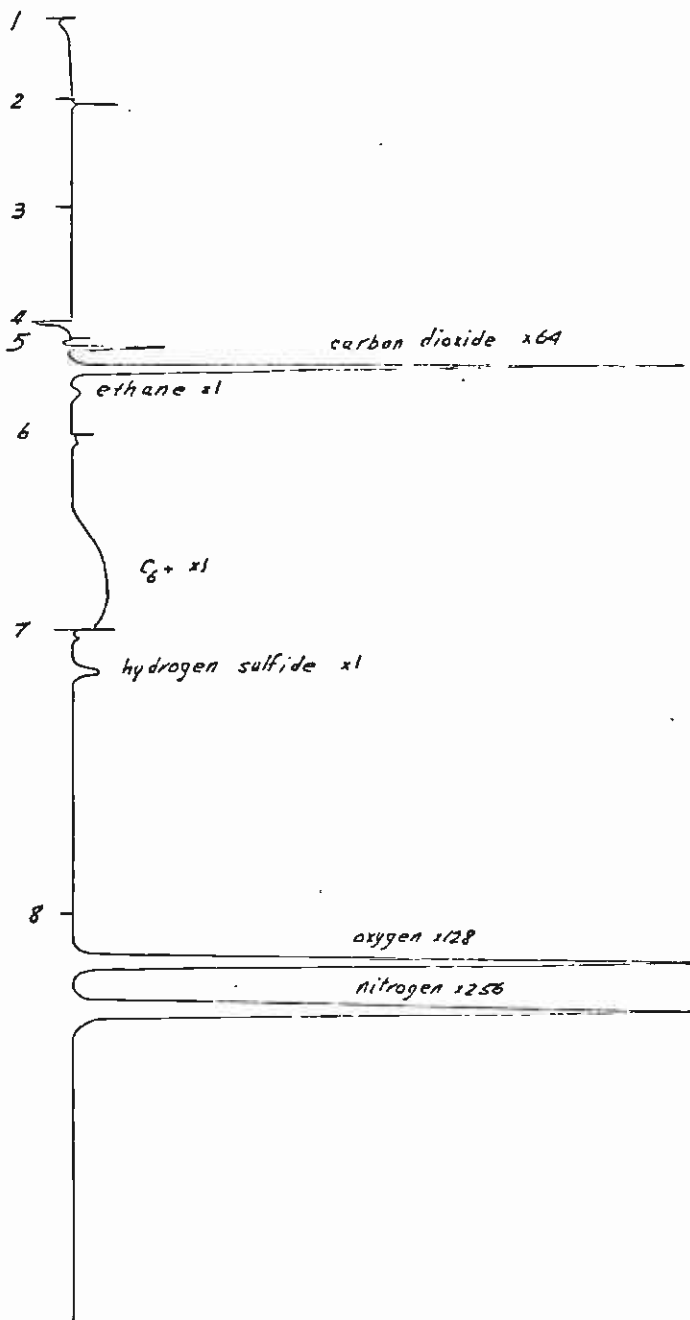 1
2
3
4
5
carbon dioxide x64
ethane x1
6
C6+ x1
7
hydrogen sulfide x1
8
oxygen x128
nitrogen x256